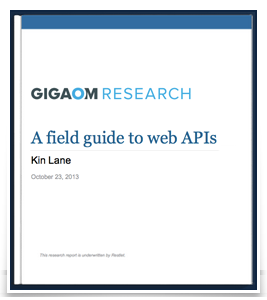 GIGAOM RESEARCH
A field guide to web APIs
Kin Lane
October 23, 2013
This research report is underwritten by Restlet.